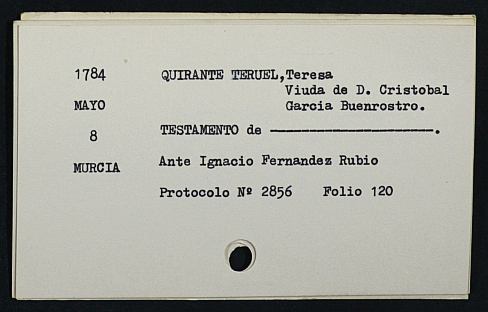 1784 QUIRANTE TERUEL, Teresa
Viuda de D. Cristobal
MAYO Garcia Buenrostro.
8 TESTAMENTO de ------------------------.
MURCIA Ante Ignacio Fernandez Rubio
Protocolo Nº 2856 Folio 120